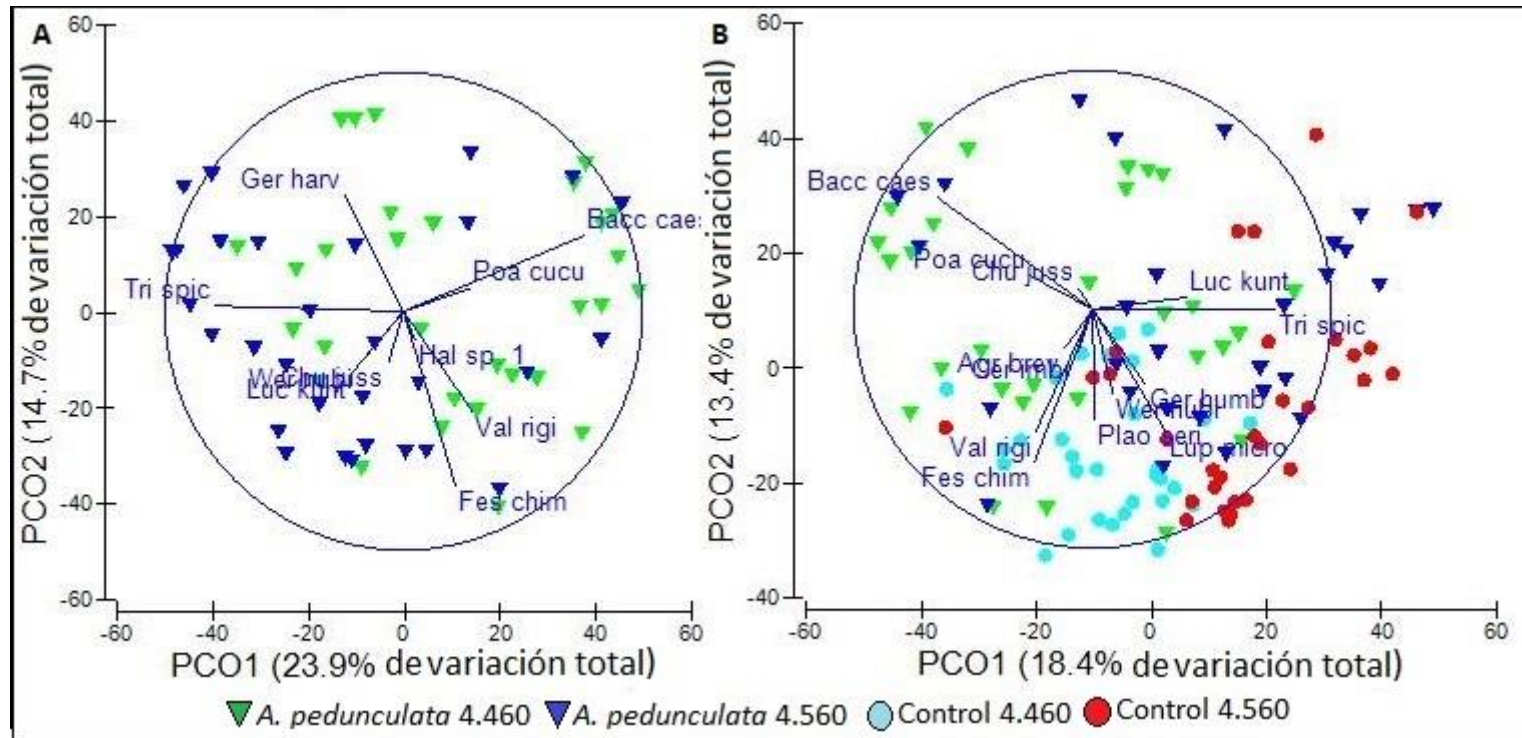 A
60
40
20
0
-20
-40
-60
PCO2 (14.7% de variación total)
Ger harv
Bacc caes
Poa cucu
Tri spic
Hal sp. 1
Luc kunt
Val rigi
Fes chim
-60 -40 -20 0 20 40 60
PCO1 (23.9% de variación total)
B
60
40
20
0
-20
-40
PCO2 (13.4% de variación total)
Bacc caes
Poa cucu
Chu juss
Luc kunt
Tri spic
Agr brev
Ger humb
Val rigi
Plao seri
Lup micro
Fes chim
-60 -40 -20 0 20 40 60
PCO1 (18.4% de variación total)
A. pedunculata 4.460 A. pedunculata 4.560 Control 4.460 Control 4.560